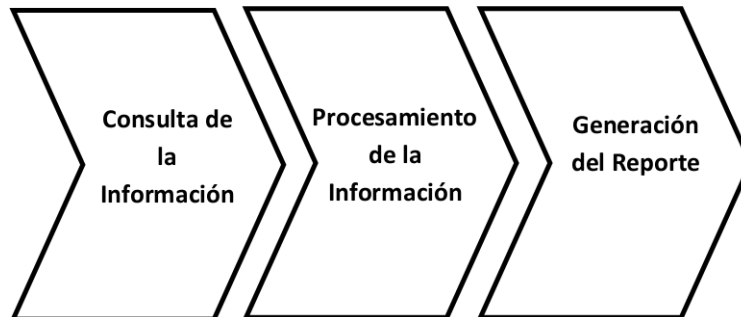 Consulta de
la
Información
Procesamiento
de la
Información
Generación
del Reporte